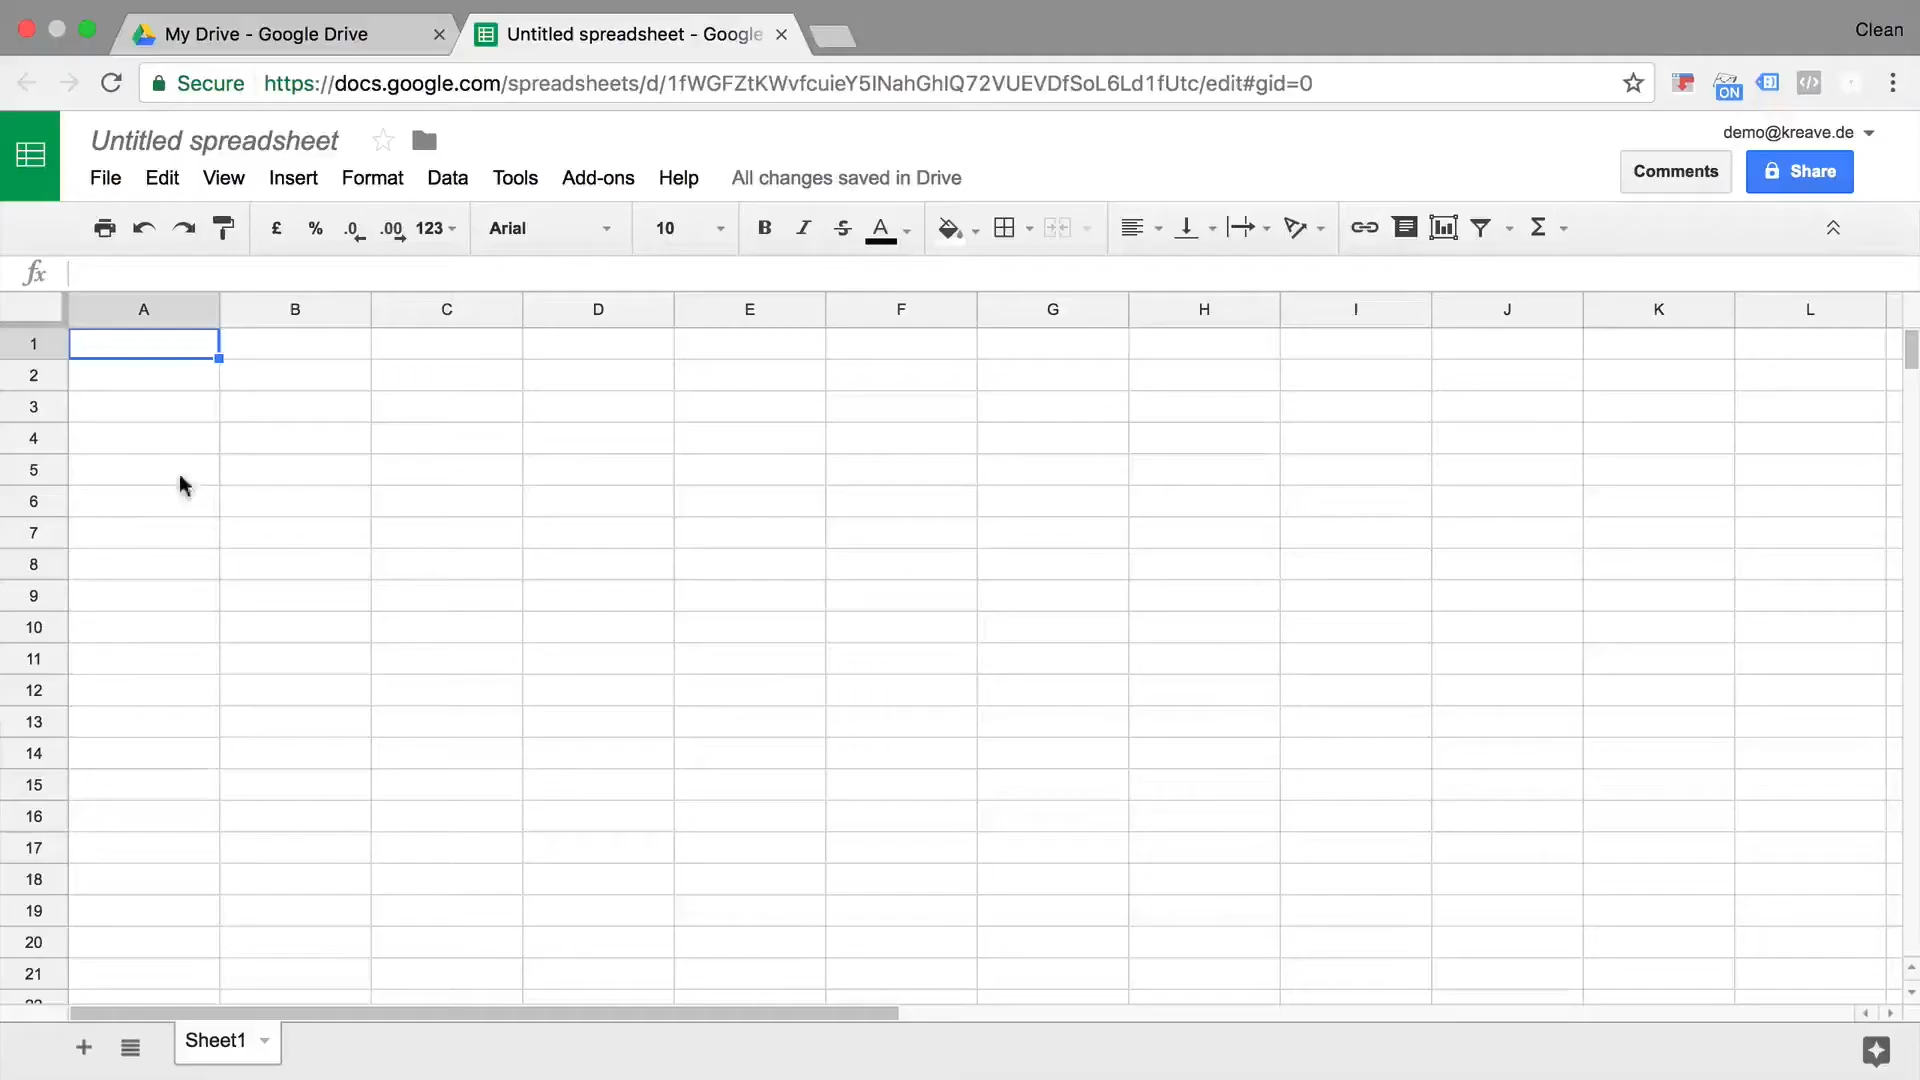 Clean
My Drive - Google Drive
Untitled spreadsheet - Google
Secure https://docs.google.com/spreadsheets/d/1fWGFZtKWvfcuieY5INahGhIQ72VUEVDfSoL6Ld1fUtc/edit#gid=0
ON
Untitled spreadsheet
demo@kreave.de
File Edit View Insert Format Data Tools Add-ons Help All changes saved in Drive
Comments Share
£ % .0 .00 123 Arial 10 B I S A Σ
fx
A B C D E F G H I J K L
1
2
3
4
5
6
7
8
9
10
11
12
13
14
15
16
17
18
19
20
21
Sheet1